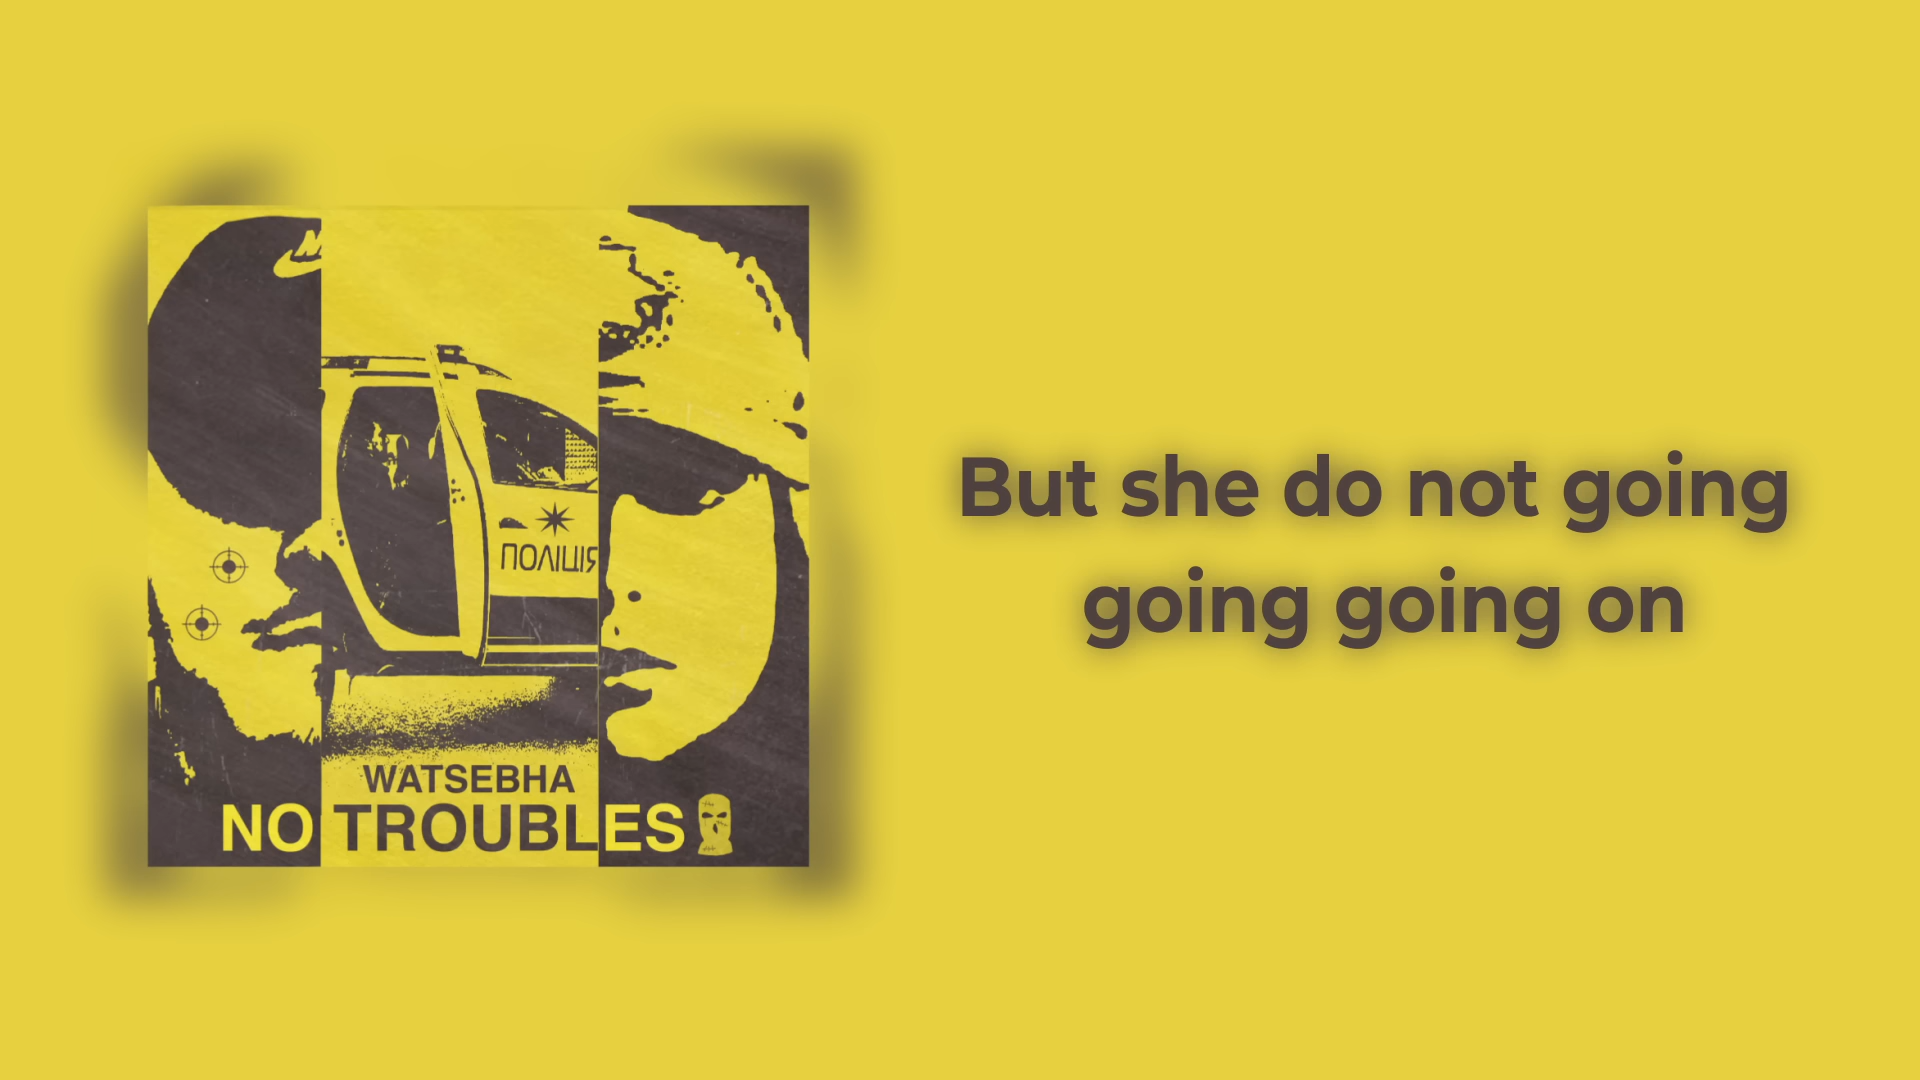 ПОЛІЦІЯ
WATSEBHA
NO TROUBLES
But she do not going
going going on